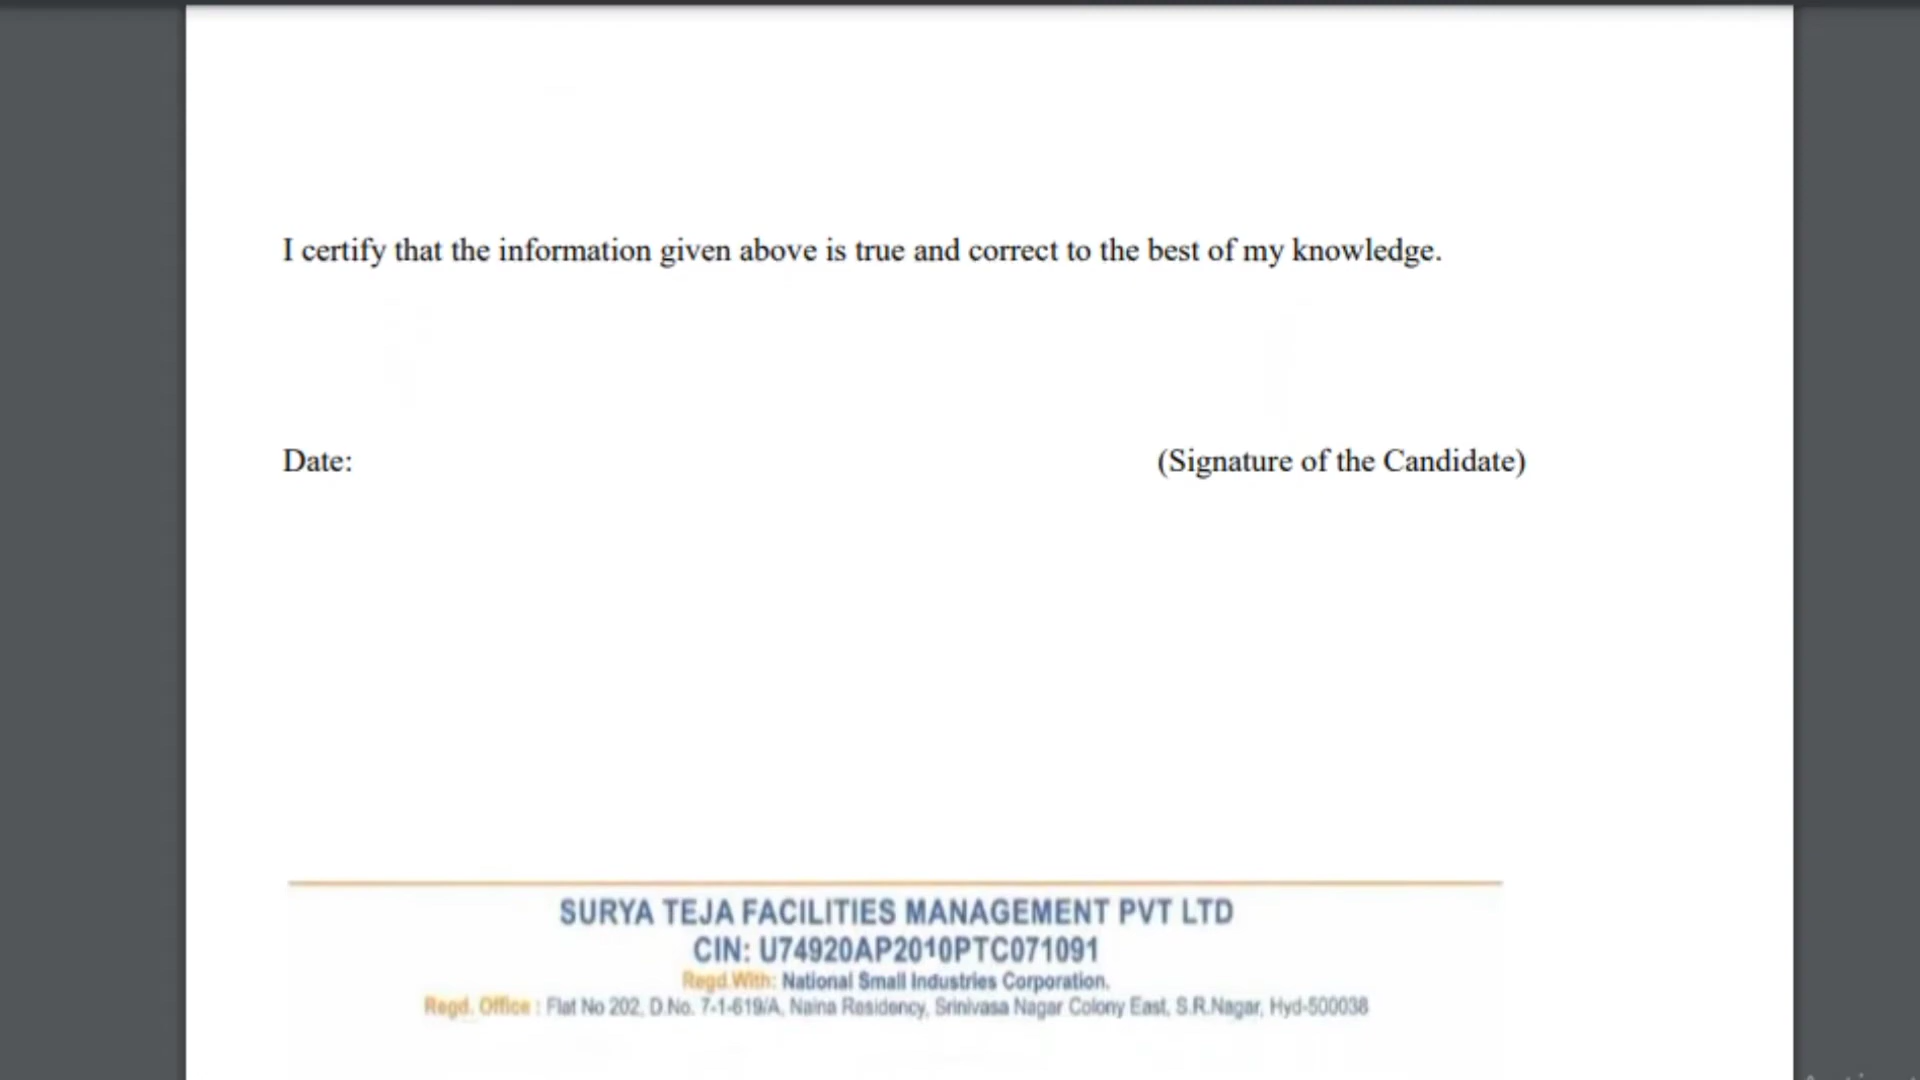 I certify that the information given above is true and correct to the best of my knowledge.
Date: (Signature of the Candidate)
SURYA TEJA FACILITIES MANAGEMENT PVT LTD
CIN: U74920AP2010PTC071091
Regd.With: National Small Industries Corporation.
Regd. Office : Flat No 202, D.No. 7-1-619/A, Naina Residency, Srinivasa Nagar Colony East, S.R.Nagar, Hyd-500038